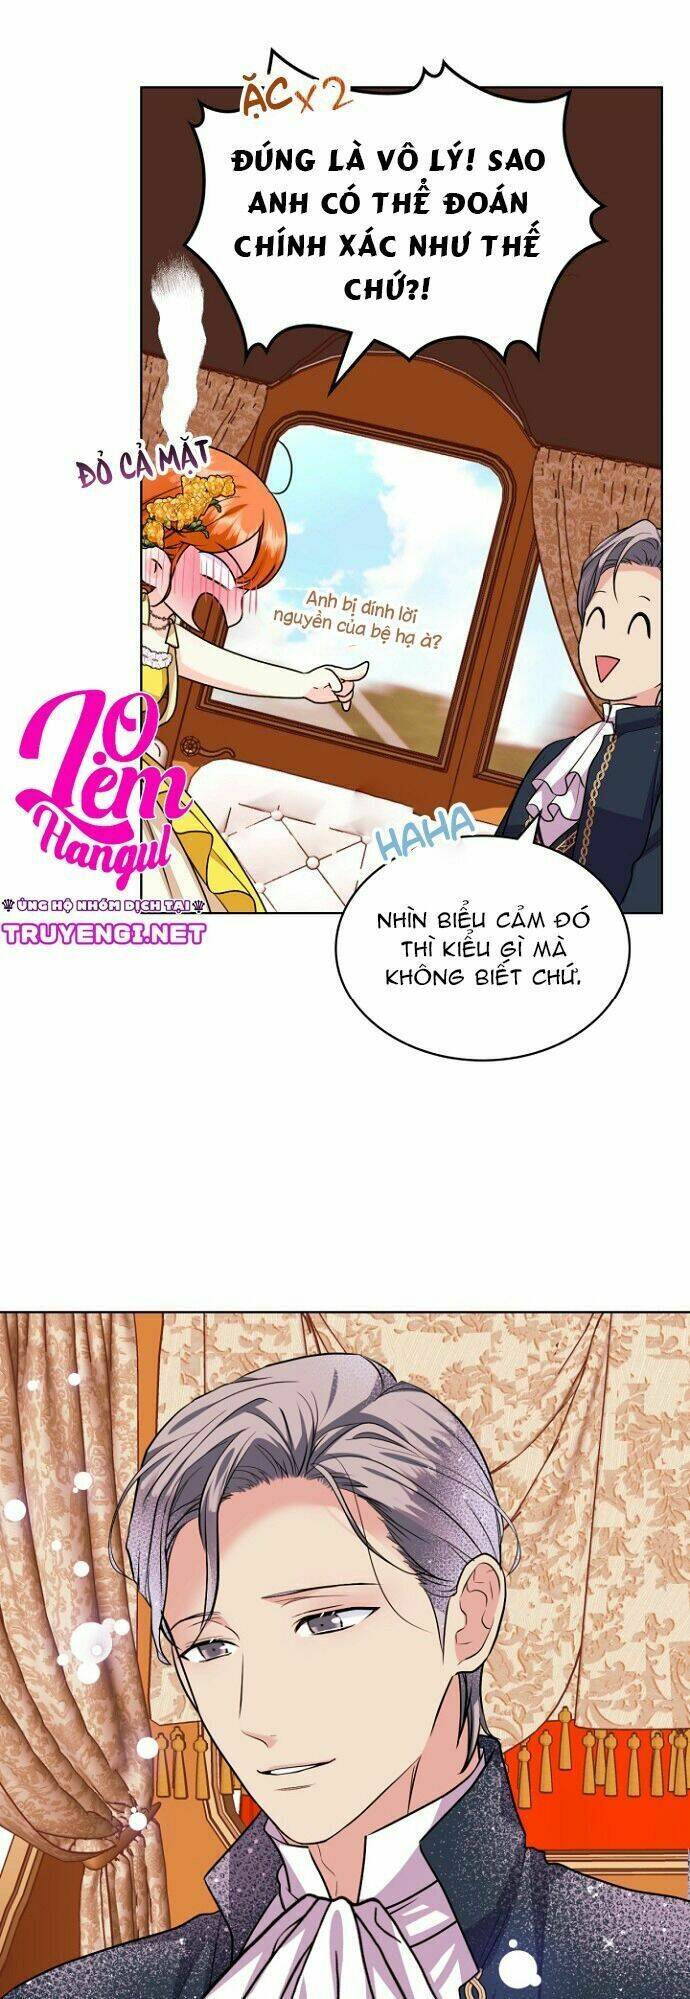 ẶC x 2
ĐÚNG LÀ VÔ LÝ! SAO
ANH CÓ THỂ ĐOÁN
CHÍNH XÁC NHƯ THẾ
CHỨ?!
ĐỎ CẢ MẶT
Anh bị dính lời
nguyền của bệ hạ à?
LỌ
LEM
HANGUL
ỦNG HỘ NHÓM DỊCH TẠI
TRUYENGI.NET
HAHA
NHÌN BIỂU CẢM ĐÓ
THÌ KIỂU GÌ MÀ
KHÔNG BIẾT CHỨ.